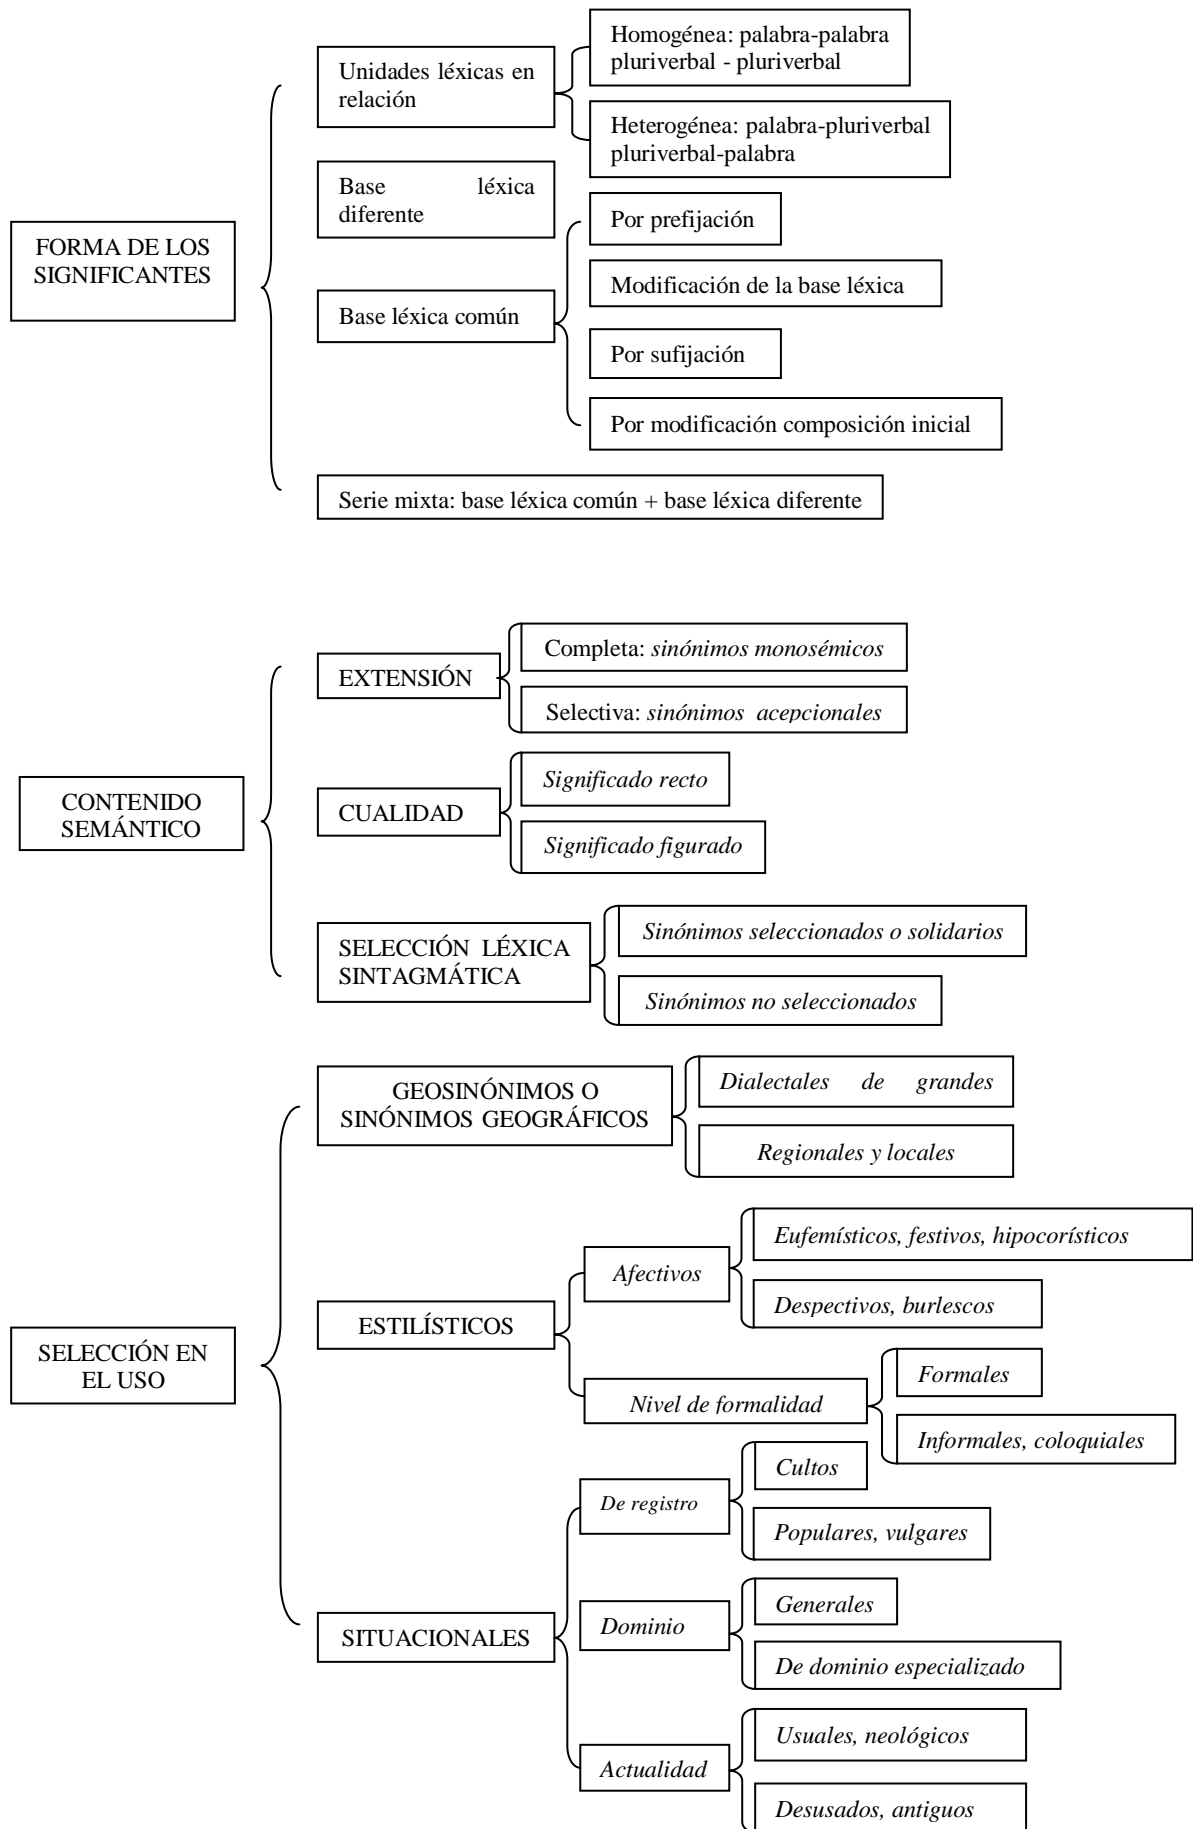 Homogénea: palabra-palabra
pluriverbal - pluriverbal
Unidades léxicas en
relación
Heterogénea: palabra-pluriverbal
pluriverbal-palabra
Base léxica
diferente
FORMA DE LOS
SIGNIFICANTES
Por prefijación
Modificación de la base léxica
Base léxica común
Por sufijación
Por modificación composición inicial
Serie mixta: base léxica común + base léxica diferente
Completa: sinónimos monosémicos
EXTENSIÓN
Selectiva: sinónimos acepcionales
Significado recto
CONTENIDO
SEMÁNTICO
CUALIDAD
Significado figurado
Sinónimos seleccionados o solidarios
SELECCIÓN LÉXICA
SINTAGMÁTICA
Sinónimos no seleccionados
GEOSINÓNIMOS O
SINÓNIMOS GEOGRÁFICOS
Dialectales de grandes
Regionales y locales
Eufemísticos, festivos, hipocorísticos
Afectivos
Despectivos, burlescos
ESTILÍSTICOS
SELECCIÓN EN
EL USO
Formales
Nivel de formalidad
Informales, coloquiales
Cultos
De registro
Populares, vulgares
Generales
Dominio
SITUACIONALES
De dominio especializado
Usuales, neológicos
Actualidad
Desusados, antiguos